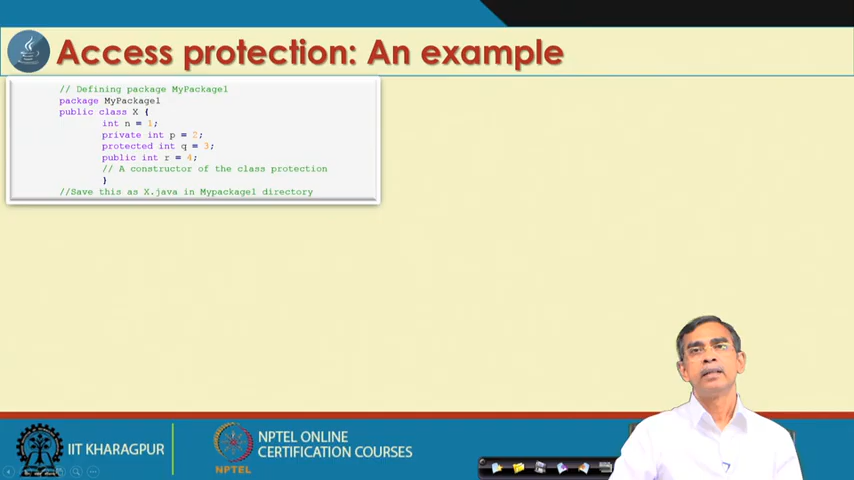 Access protection: An example
// Defining package MyPackage1
package MyPackage1
public class X {
int n = 1;
private int p = 2;
protected int q = 3;
public int r = 4;
// A constructor of the class protection
}
//Save this as X.java in Mypackage1 directory
IIT KHARAGPUR
NPTEL
NPTEL ONLINE
CERTIFICATION COURSES